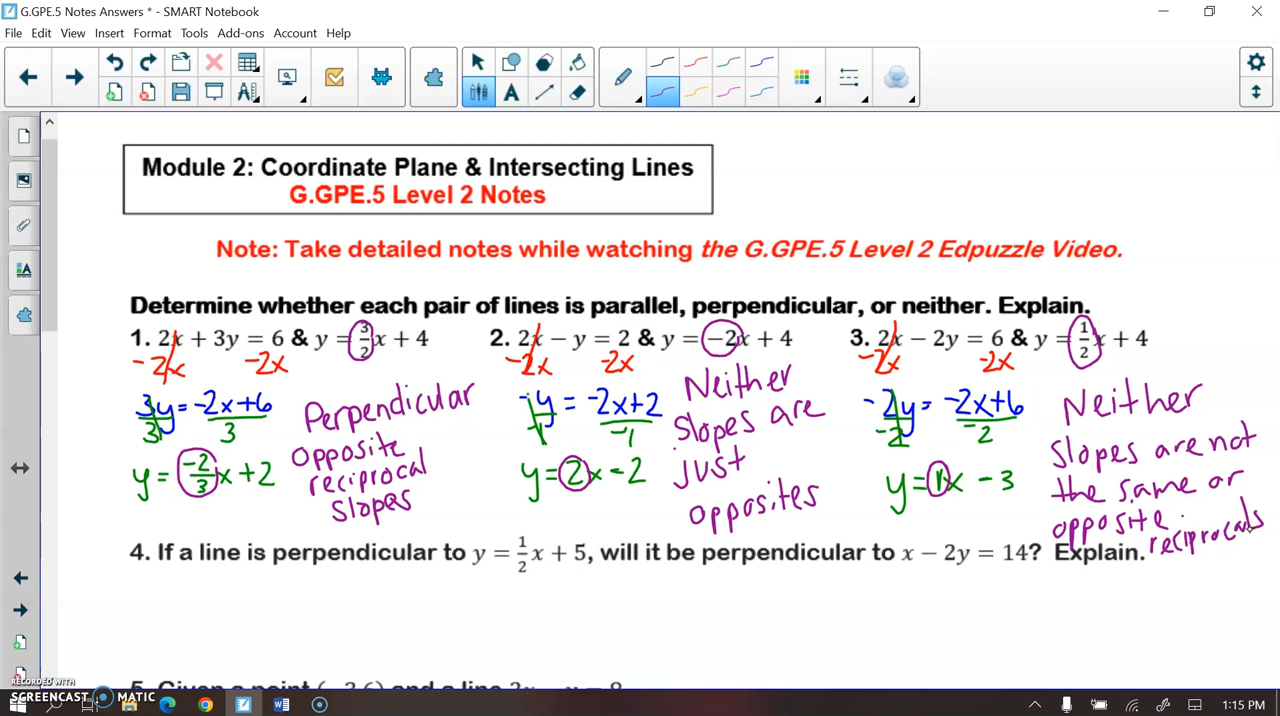 G.GPE.5 Notes Answers * - SMART Notebook
File Edit View Insert Format Tools Add-ons Account Help
Module 2: Coordinate Plane & Intersecting Lines
G.GPE.5 Level 2 Notes
Note: Take detailed notes while watching the G.GPE.5 Level 2 Edpuzzle Video.
Determine whether each pair of lines is parallel, perpendicular, or neither. Explain.
1. 2x + 3y = 6 & y = 3/2 x + 4
-2x -2x
3y = -2x+6
3 3
y = -2/3 x + 2
Perpendicular
opposite
reciprocal
slopes
2. 2x − y = 2 & y = −2x + 4
-2x -2x
-y = -2x+2
-1 -1
y = 2x - 2
Neither
slopes are
just
opposites
3. 2x − 2y = 6 & y = 1/2 x + 4
-2x -2x
-2y = -2x+6
-2 -2
y = 1x - 3
Neither
slopes are not
the same or
opposite
reciprocals
4. If a line is perpendicular to y = 1/2 x + 5, will it be perpendicular to x − 2y = 14? Explain.
RECORDED WITH
SCREENCAST MATIC
1:15 PM